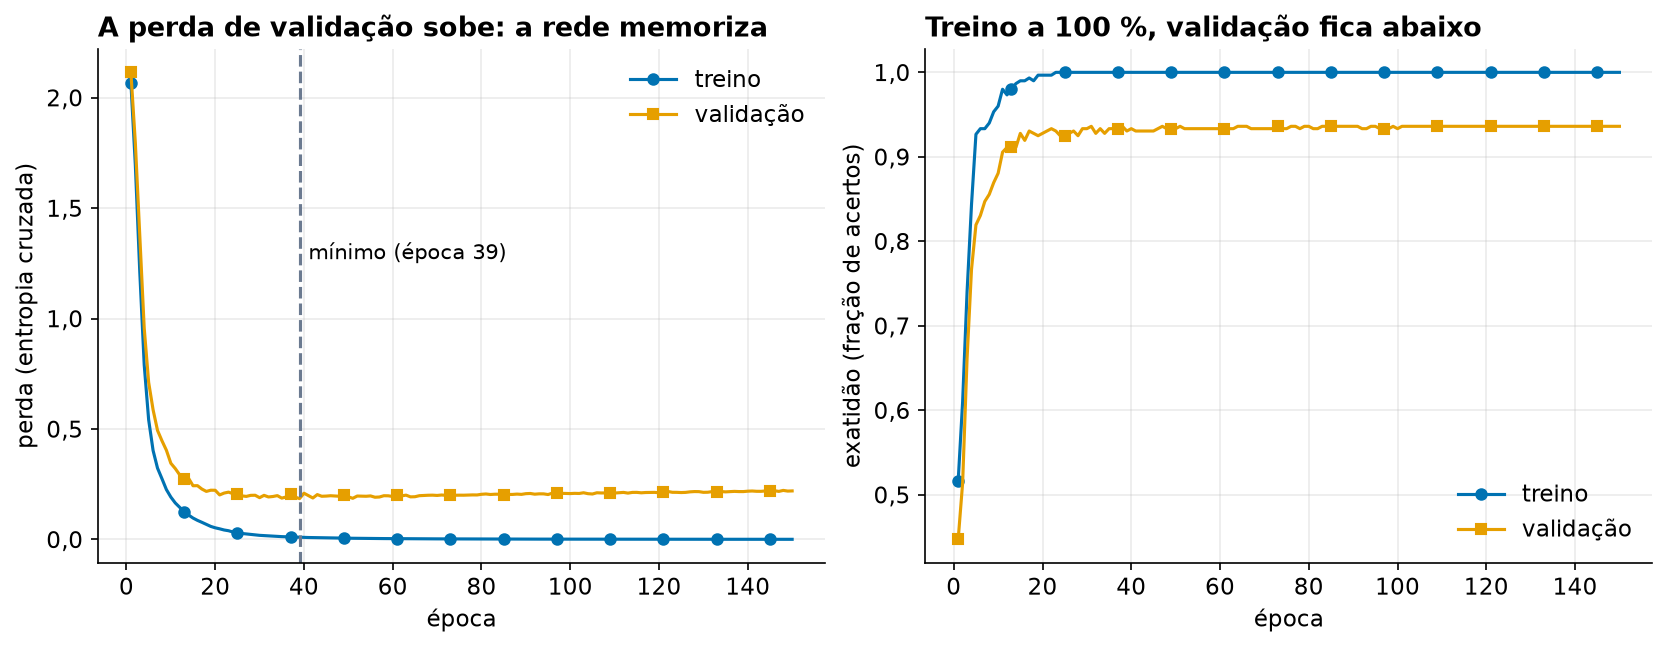 A perda de validação sobe: a rede memoriza
treino
validação
mínimo (época 39)
perda (entropia cruzada)
2,0
1,5
1,0
0,5
0,0
0 20 40 60 80 100 120 140
época
Treino a 100 %, validação fica abaixo
exatidão (fração de acertos)
1,0
0,9
0,8
0,7
0,6
0,5
treino
validação
0 20 40 60 80 100 120 140
época